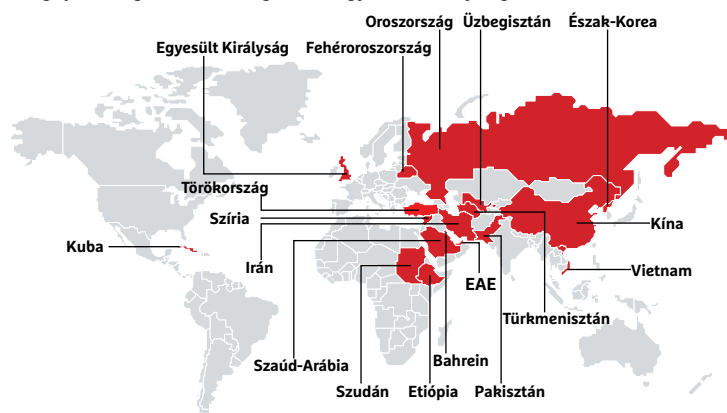 Oroszország
Üzbegisztán
Észak-Korea
Egyesült Királyság
Fehéroroszország
Törökország
Szíria
Kína
Kuba
Irán
EAE
Vietnam
Türkmenisztán
Szaúd-Arábia
Bahrein
Szudán
Etiópia
Pakisztán